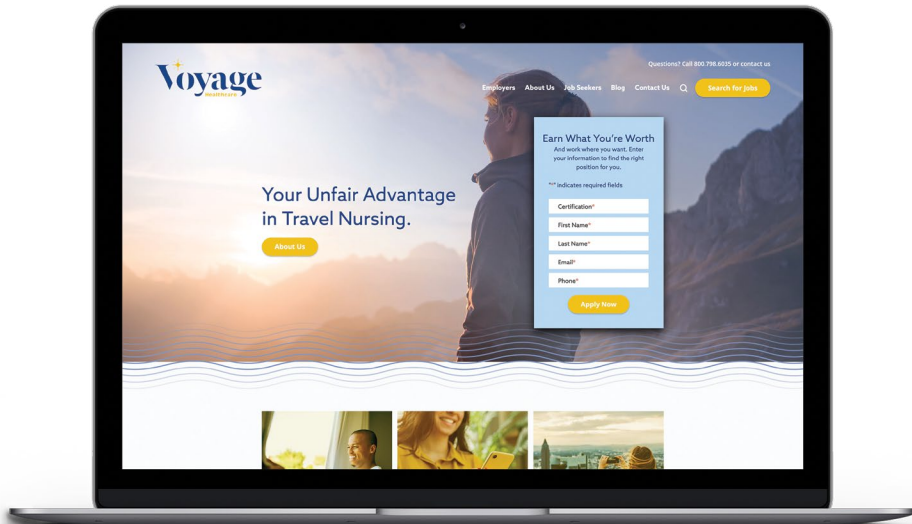 Questions? Call 800.798.6035 or contact us
Voyage
Healthcare
Employers About Us Job Seekers Blog Contact Us Search for Jobs
Your Unfair Advantage
in Travel Nursing.
About Us
Earn What You're Worth
And work where you want. Enter
your information to find the right
position for you.
"*" indicates required fields
Certification*
First Name*
Last Name*
Email*
Phone*
Apply Now